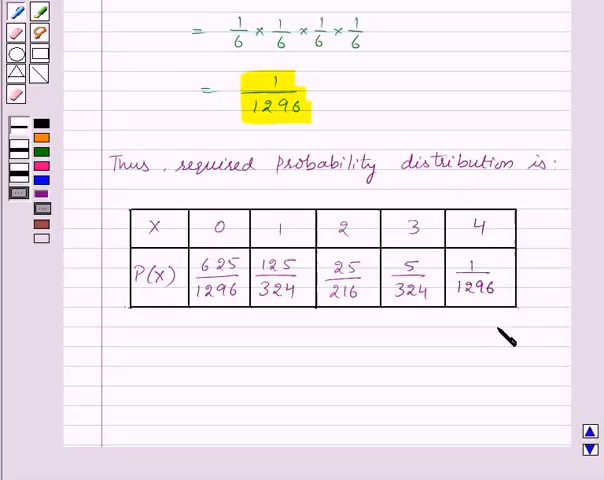 = 1/6 × 1/6 × 1/6 × 1/6
= 1/1296
Thus, required probability distribution is:
X 0 1 2 3 4
P(X) 625/1296 125/324 25/216 5/324 1/1296